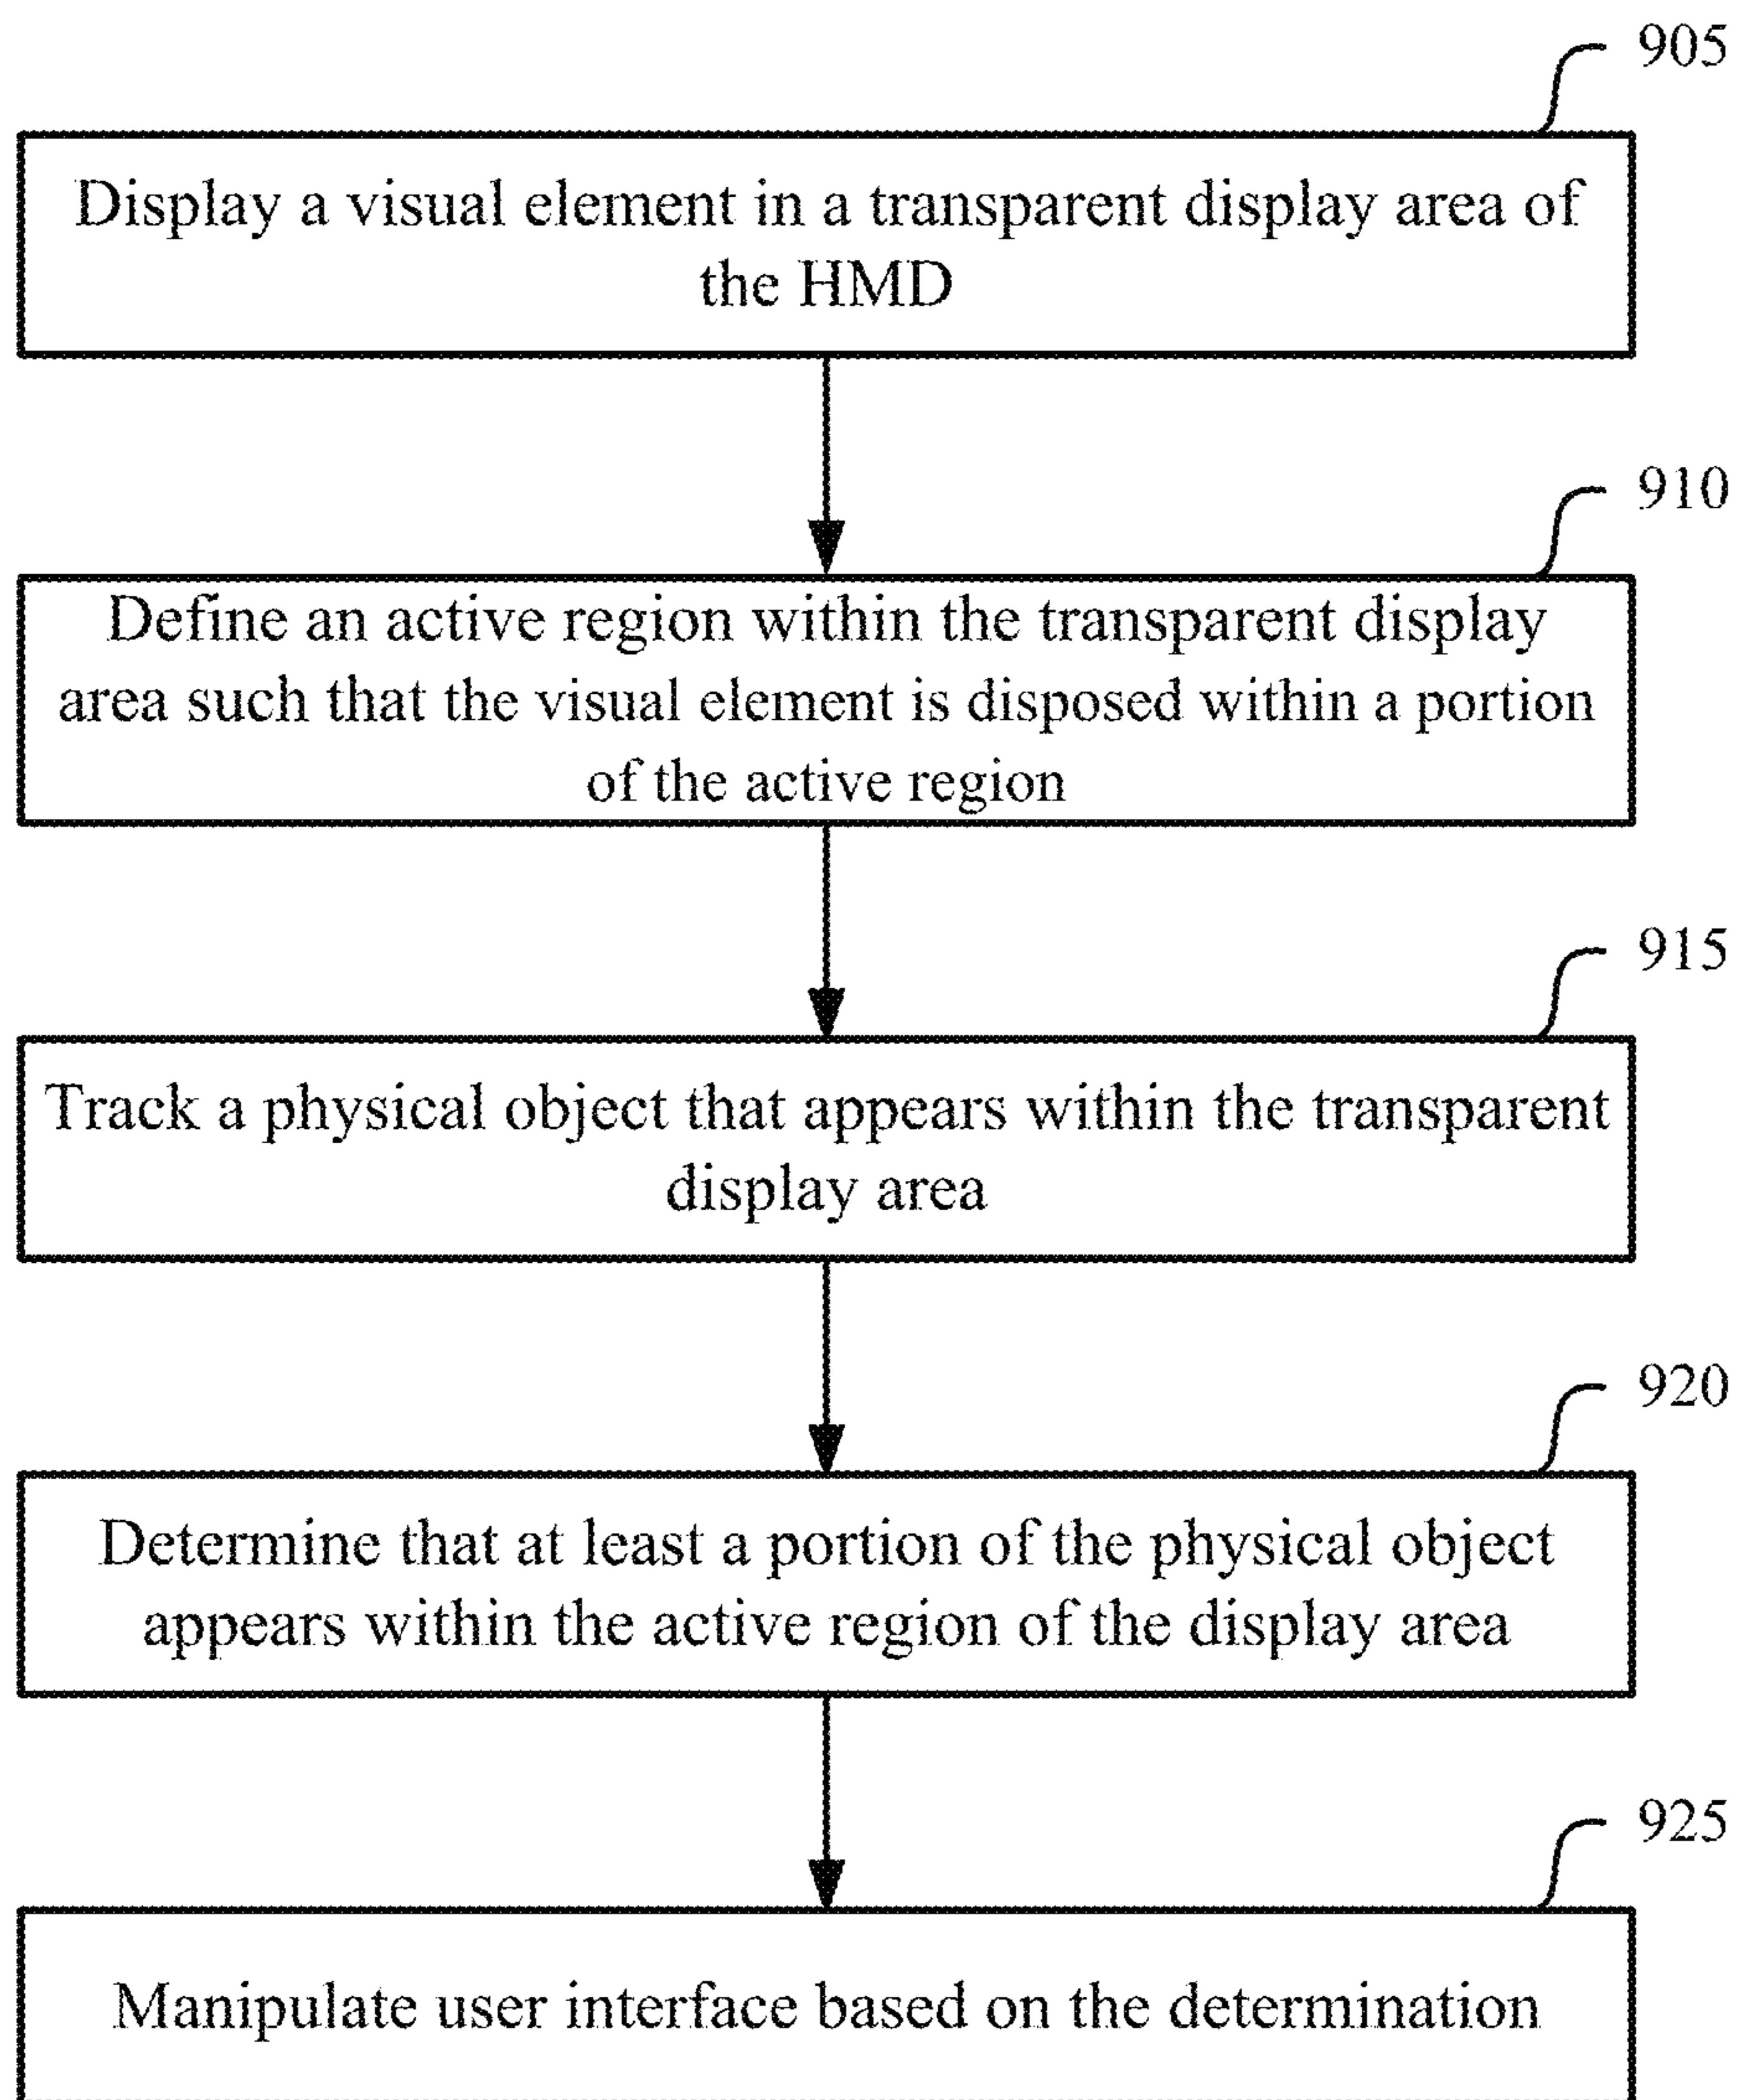 905
Display a visual element in a transparent display area of
the HMD
910
Define an active region within the transparent display
area such that the visual element is disposed within a portion
of the active region
915
Track a physical object that appears within the transparent
display area
920
Determine that at least a portion of the physical object
appears within the active region of the display area
925
Manipulate user interface based on the determination